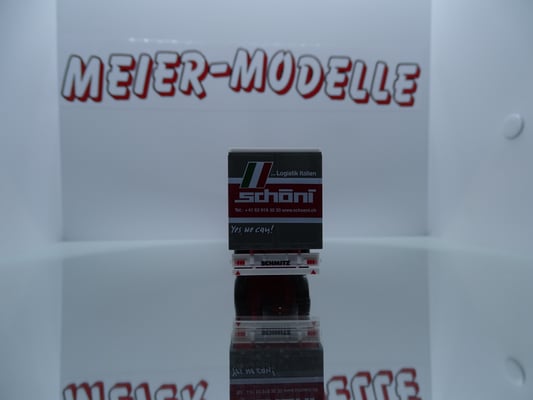 MEIER-MODELLE
...Logistik Italien
schöni
Yes we can!
SCHMITZ